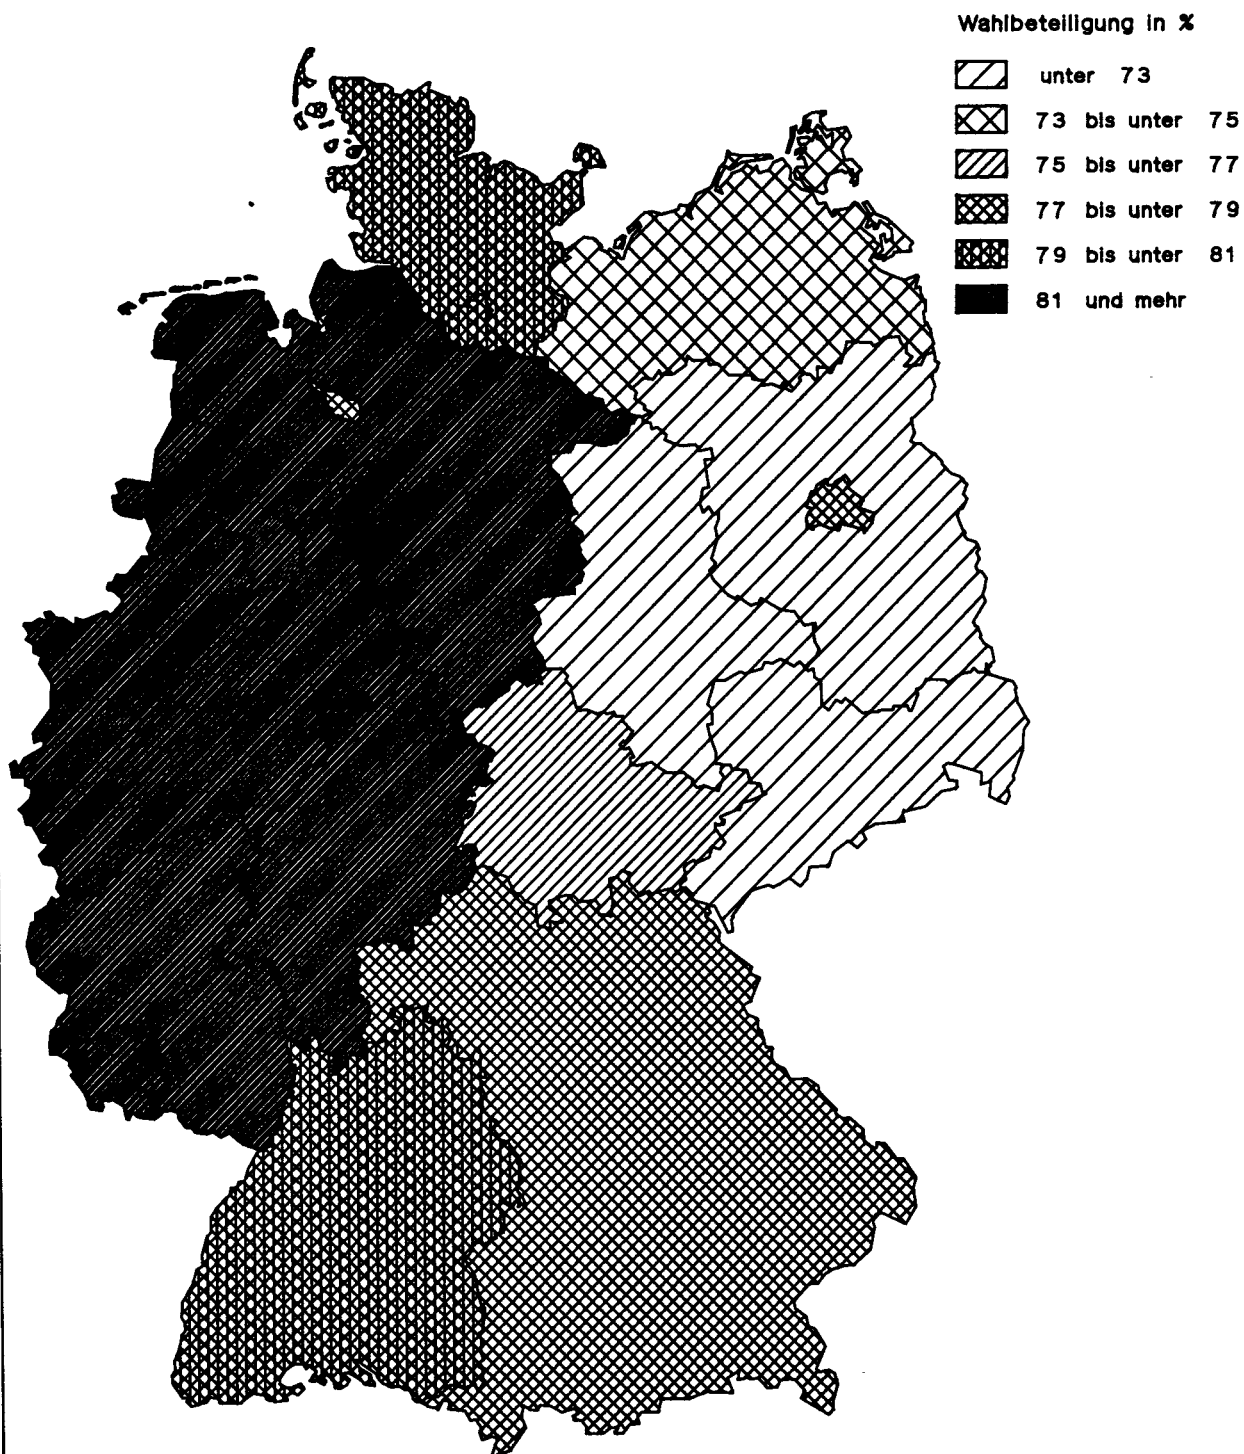 Wahlbeteiligung in %
unter 73
73 bis unter 75
75 bis unter 77
77 bis unter 79
79 bis unter 81
81 und mehr